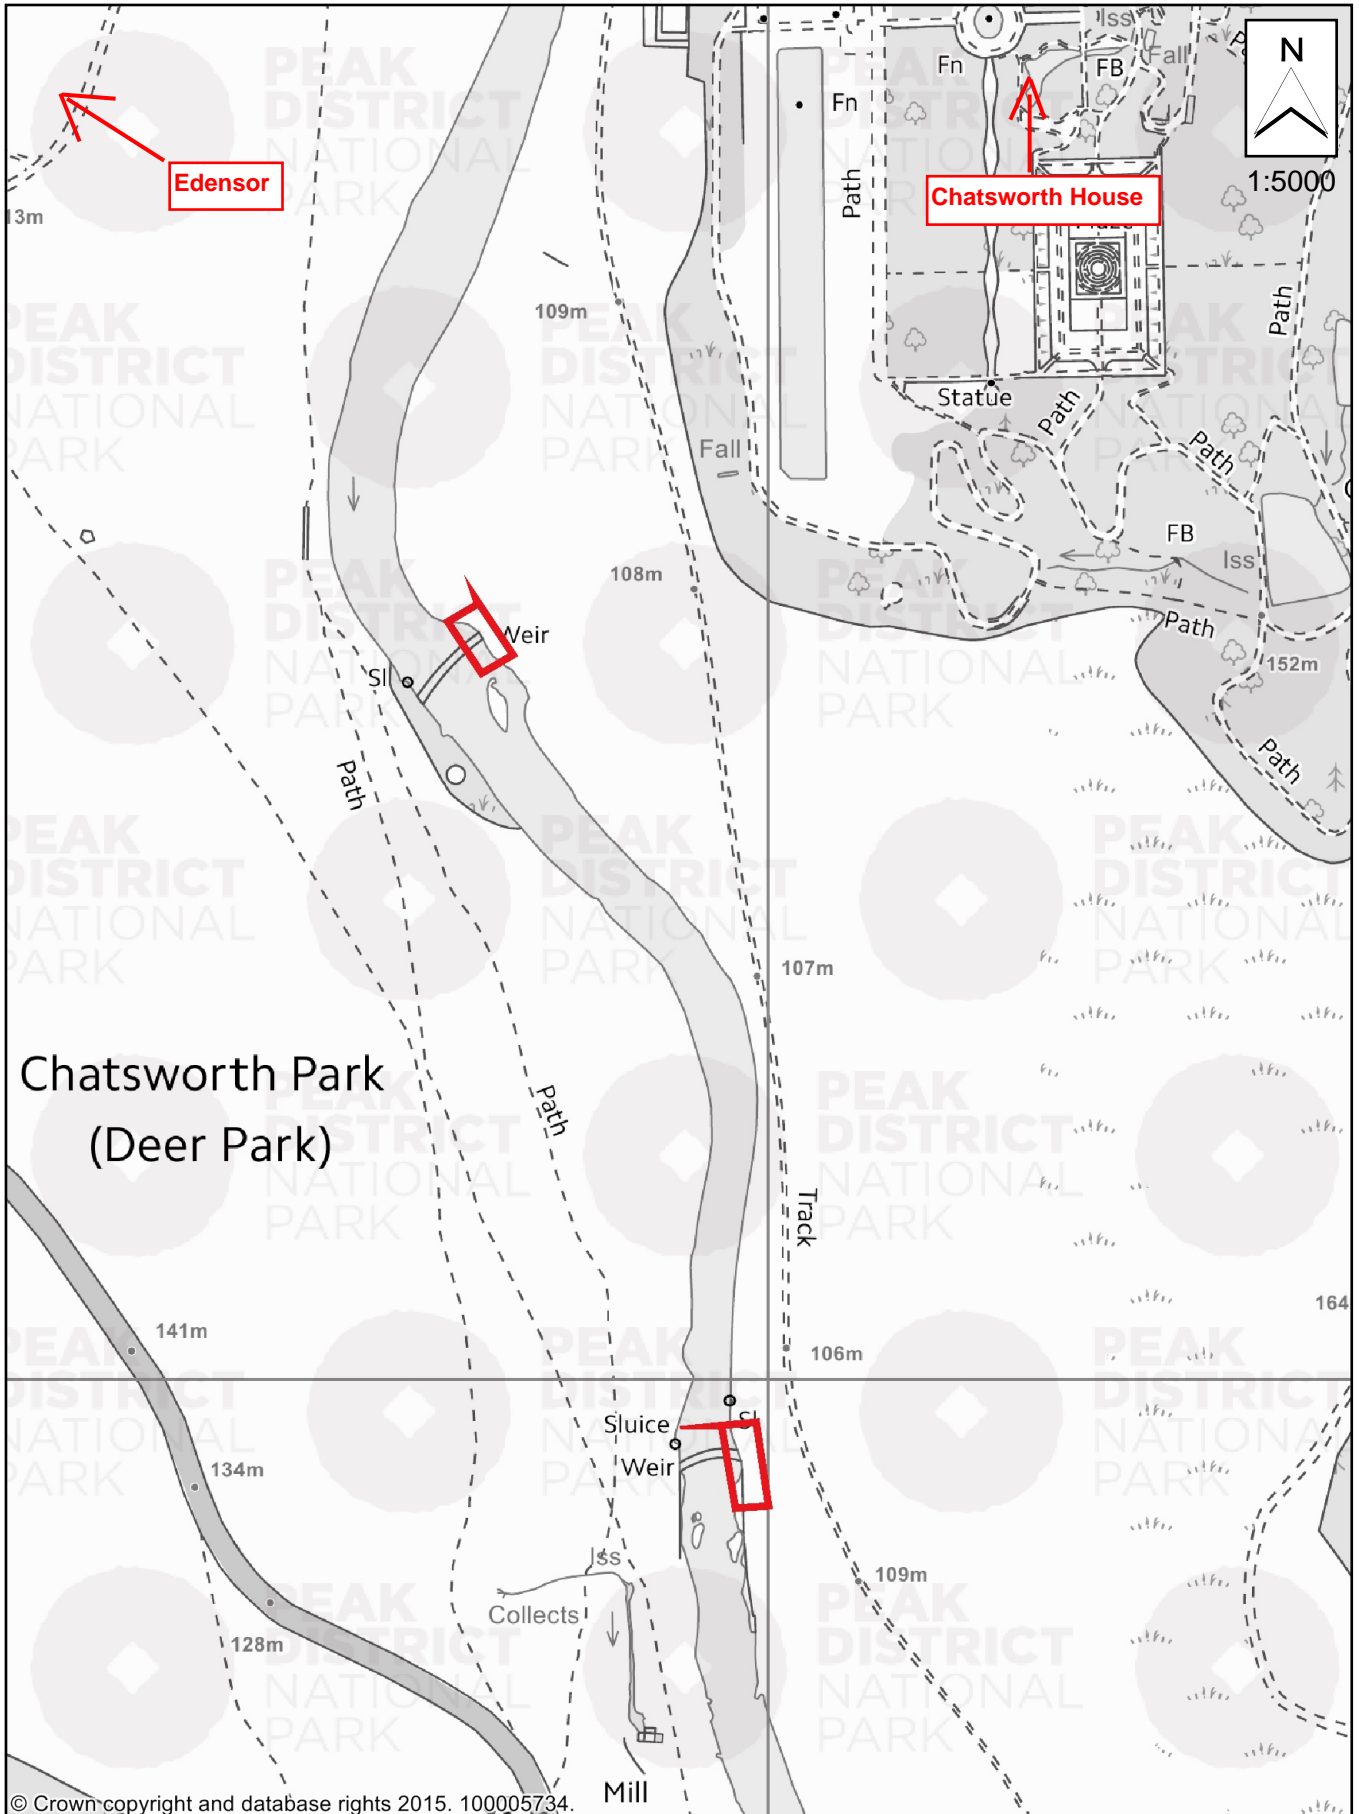 Iss
Fall
Pa
N
FB
Fn
Fn
Edensor
Path
Chatsworth House
1:5000
13m
Maze
109m
Path
Statue
Path
Path
Fall
FB
Iss
108m
Weir
Path
Sl
152m
Path
Path
107m
Chatsworth Park
(Deer Park)
Path
Track
164
141m
106m
Sluice
Sl
Weir
134m
Iss
109m
Collects
128m
Mill
© Crown copyright and database rights 2015. 100005734.
PEAK
DISTRICT
NATIONAL
PARK